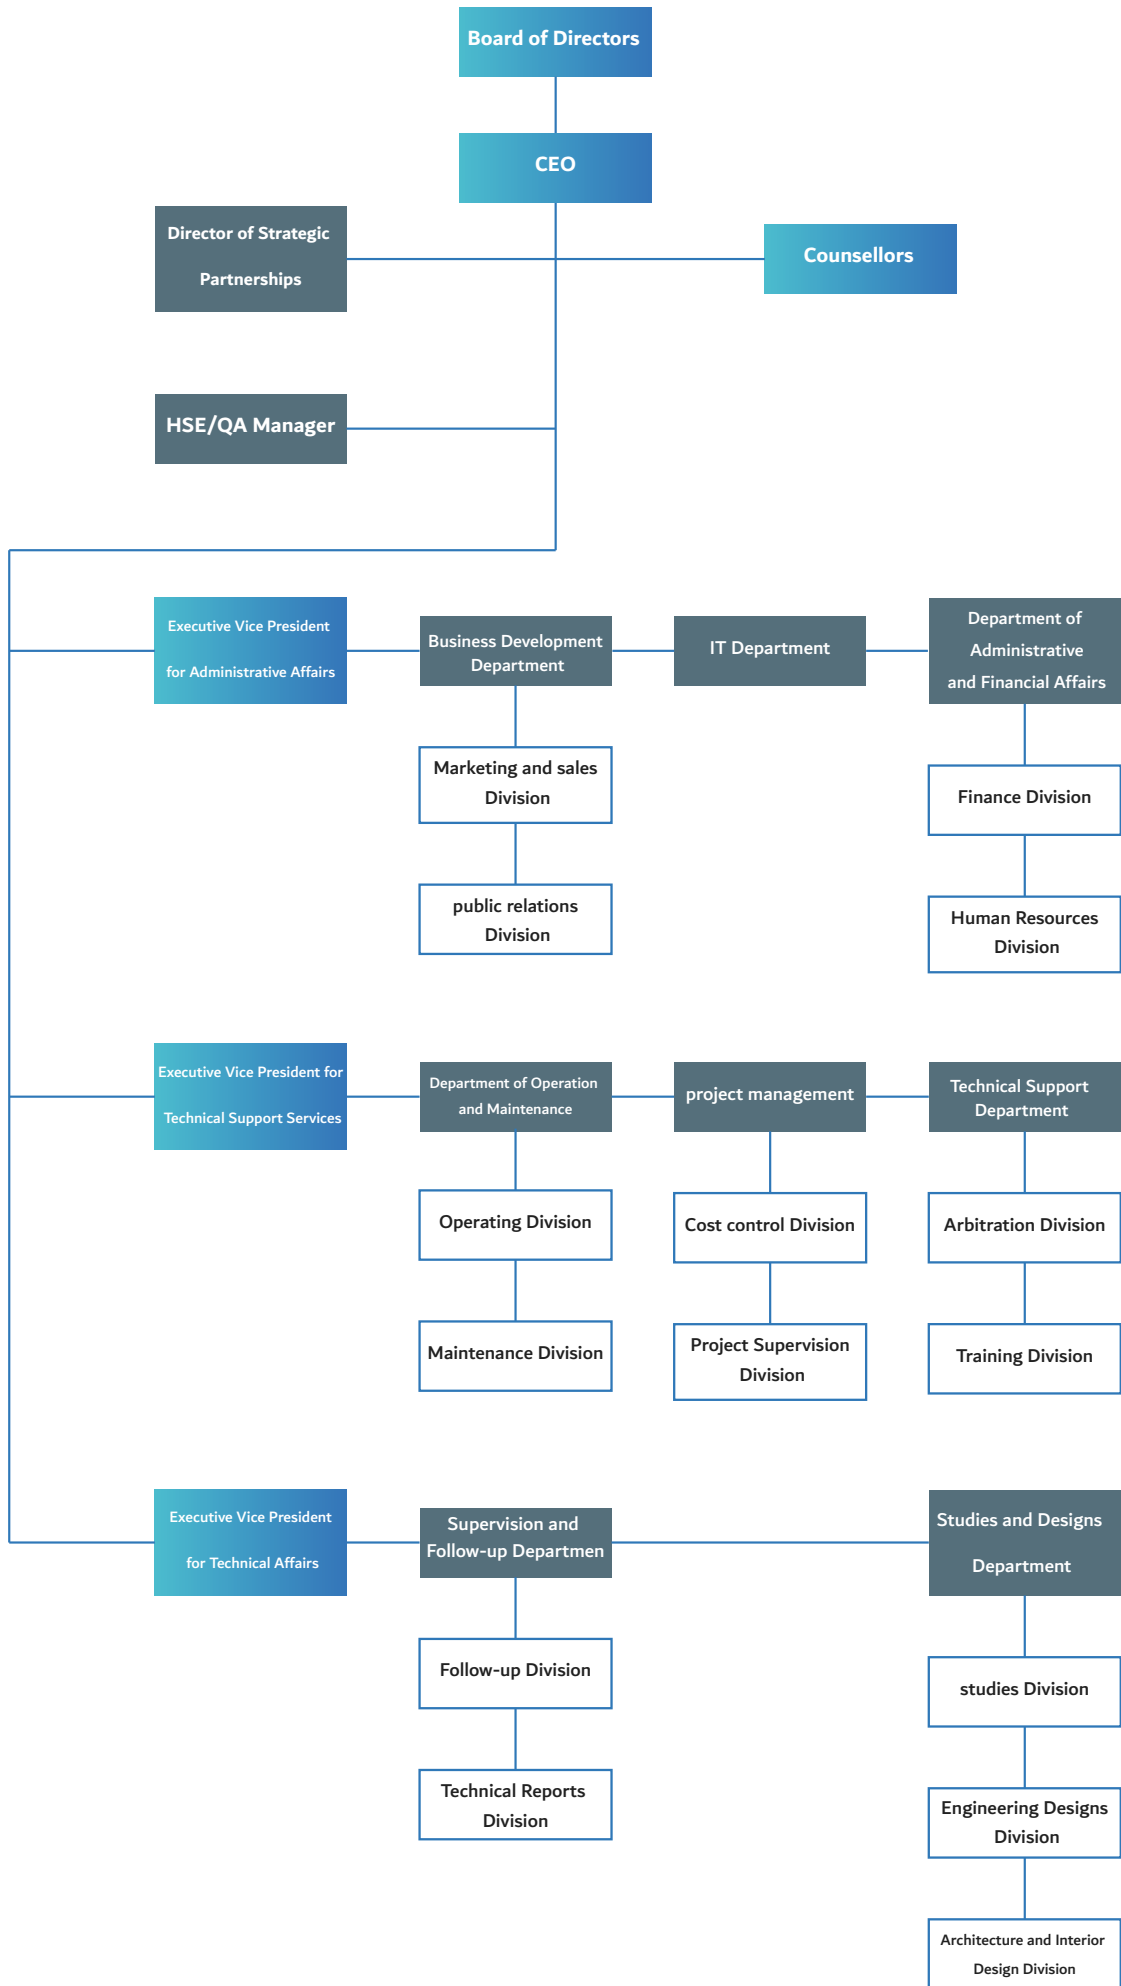 Board of Directors
CEO
Director of Strategic
Partnerships
Counsellors
HSE/QA Manager
Executive Vice President
for Administrative Affairs
Business Development
Department
IT Department
Department of
Administrative
and Financial Affairs
Marketing and sales
Division
public relations
Division
Finance Division
Human Resources
Division
Executive Vice President for
Technical Support Services
Department of Operation
and Maintenance
project management
Technical Support
Department
Operating Division
Maintenance Division
Cost control Division
Project Supervision
Division
Arbitration Division
Training Division
Executive Vice President
for Technical Affairs
Supervision and
Follow-up Departmen
Studies and Designs
Department
Follow-up Division
Technical Reports
Division
studies Division
Engineering Designs
Division
Architecture and Interior
Design Division